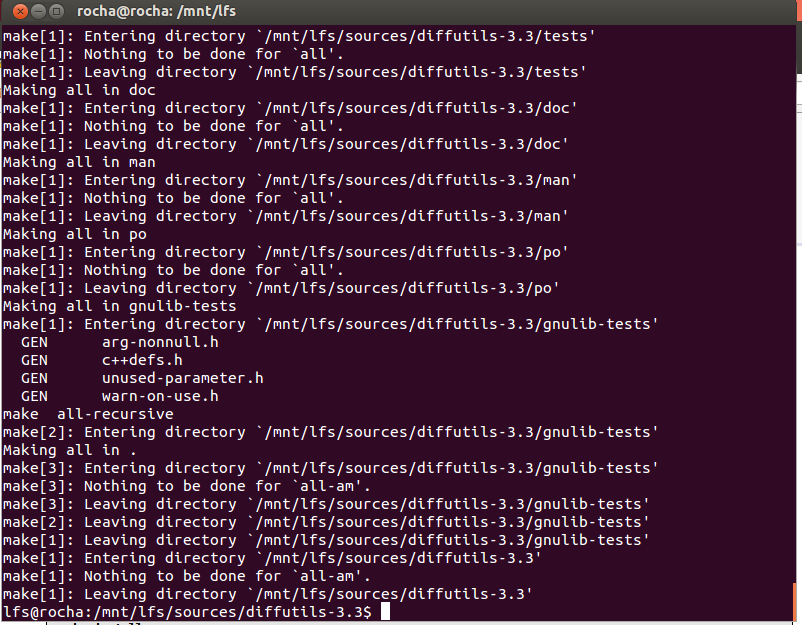 rocha@rocha: /mnt/lfs
make[1]: Entering directory `/mnt/lfs/sources/diffutils-3.3/tests'
make[1]: Nothing to be done for `all'.
make[1]: Leaving directory `/mnt/lfs/sources/diffutils-3.3/tests'
Making all in doc
make[1]: Entering directory `/mnt/lfs/sources/diffutils-3.3/doc'
make[1]: Nothing to be done for `all'.
make[1]: Leaving directory `/mnt/lfs/sources/diffutils-3.3/doc'
Making all in man
make[1]: Entering directory `/mnt/lfs/sources/diffutils-3.3/man'
make[1]: Nothing to be done for `all'.
make[1]: Leaving directory `/mnt/lfs/sources/diffutils-3.3/man'
Making all in po
make[1]: Entering directory `/mnt/lfs/sources/diffutils-3.3/po'
make[1]: Nothing to be done for `all'.
make[1]: Leaving directory `/mnt/lfs/sources/diffutils-3.3/po'
Making all in gnulib-tests
make[1]: Entering directory `/mnt/lfs/sources/diffutils-3.3/gnulib-tests'
  GEN      arg-nonnull.h
  GEN      c++defs.h
  GEN      unused-parameter.h
  GEN      warn-on-use.h
make  all-recursive
make[2]: Entering directory `/mnt/lfs/sources/diffutils-3.3/gnulib-tests'
Making all in .
make[3]: Entering directory `/mnt/lfs/sources/diffutils-3.3/gnulib-tests'
make[3]: Nothing to be done for `all-am'.
make[3]: Leaving directory `/mnt/lfs/sources/diffutils-3.3/gnulib-tests'
make[2]: Leaving directory `/mnt/lfs/sources/diffutils-3.3/gnulib-tests'
make[1]: Leaving directory `/mnt/lfs/sources/diffutils-3.3/gnulib-tests'
make[1]: Entering directory `/mnt/lfs/sources/diffutils-3.3'
make[1]: Nothing to be done for `all-am'.
make[1]: Leaving directory `/mnt/lfs/sources/diffutils-3.3'
lfs@rocha:/mnt/lfs/sources/diffutils-3.3$